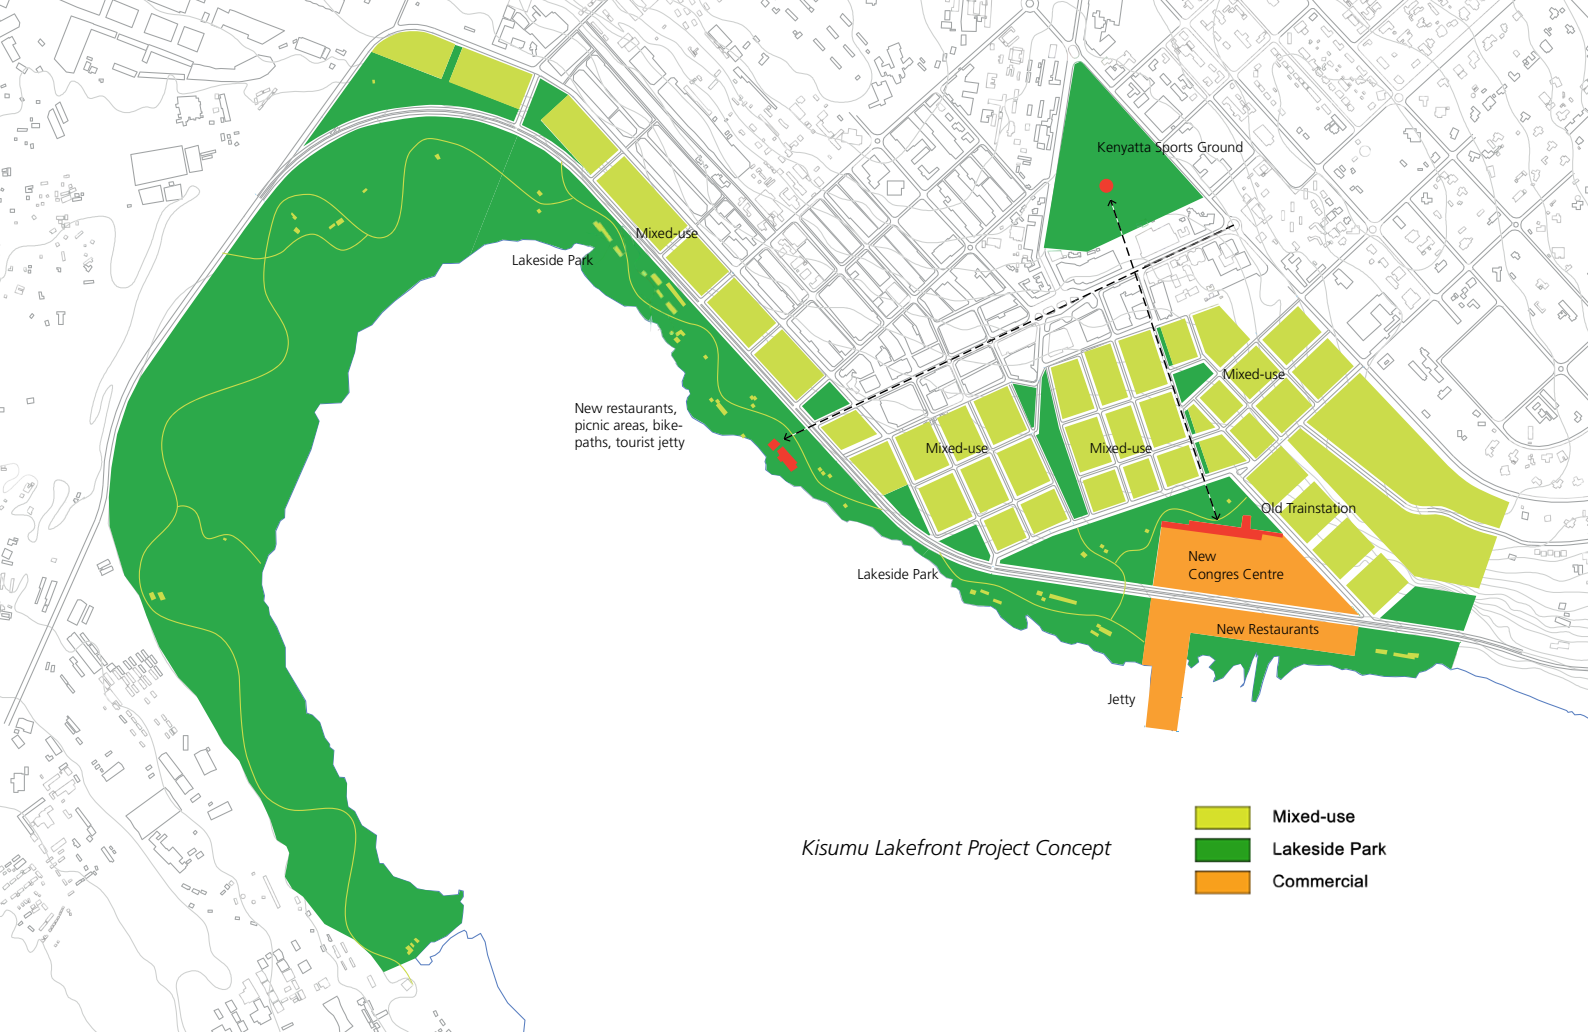 Kenyatta Sports Ground
Mixed-use
Lakeside Park
Mixed-use
New restaurants,
picnic areas, bike-
paths, tourist jetty
Mixed-use
Mixed-use
Old Trainstation
New
Congres Centre
Lakeside Park
New Restaurants
Jetty
Kisumu Lakefront Project Concept
Mixed-use
Lakeside Park
Commercial